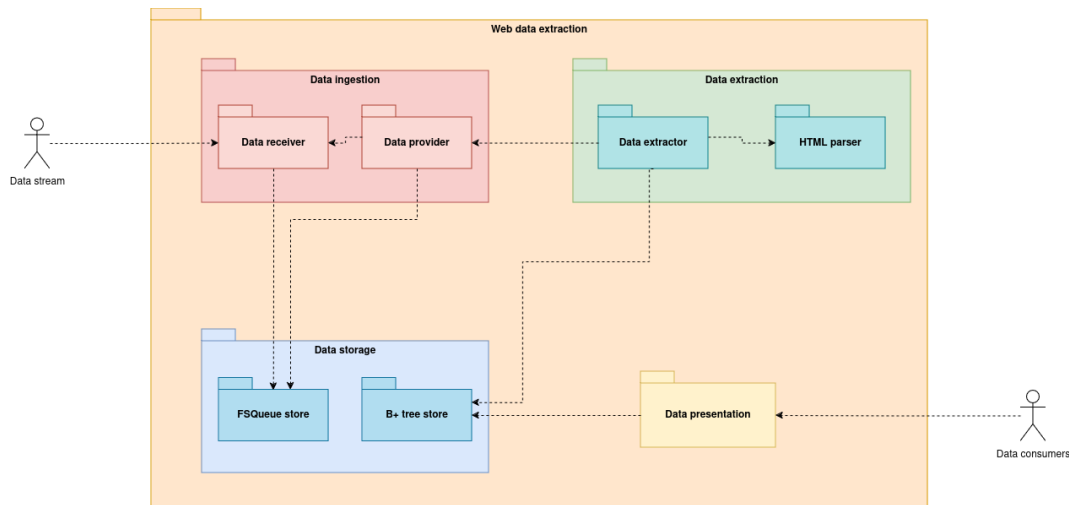 Web data extraction
Data ingestion
Data extraction
Data receiver
Data provider
Data extractor
HTML parser
Data stream
Data storage
FSQueue store
B+ tree store
Data presentation
Data consumers